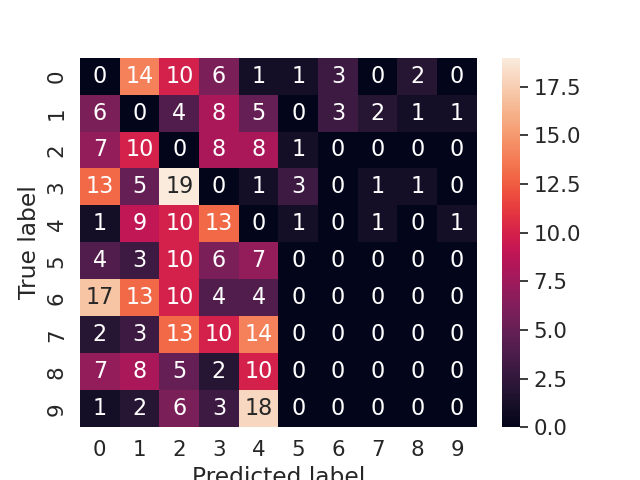 0 0 14 10 6 1 1 3 0 2 0
1 6 0 4 8 5 0 3 2 1 1
2 7 10 0 8 8 1 0 0 0 0
3 13 5 19 0 1 3 0 1 1 0
4 1 9 10 13 0 1 0 1 0 1
5 4 3 10 6 7 0 0 0 0 0
6 17 13 10 4 4 0 0 0 0 0
7 2 3 13 10 14 0 0 0 0 0
8 7 8 5 2 10 0 0 0 0 0
9 1 2 6 3 18 0 0 0 0 0
0 1 2 3 4 5 6 7 8 9
True label
Predicted label
17.5
15.0
12.5
10.0
7.5
5.0
2.5
0.0